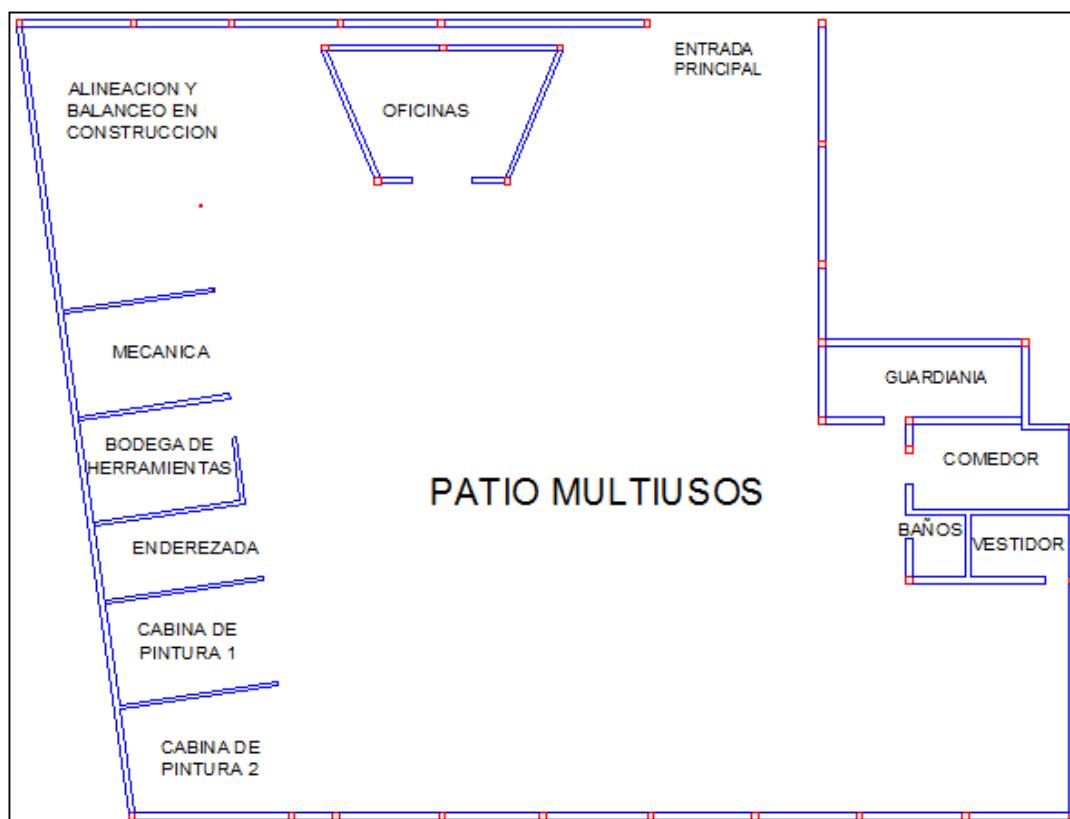 ENTRADA
PRINCIPAL
ALINEACION Y
BALANCEO EN
CONSTRUCCION
OFICINAS
MECANICA
GUARDIANIA
BODEGA DE
HERRAMIENTAS
COMEDOR
PATIO MULTIUSOS
BAÑOS
VESTIDOR
ENDEREZADA
CABINA DE
PINTURA 1
CABINA DE
PINTURA 2